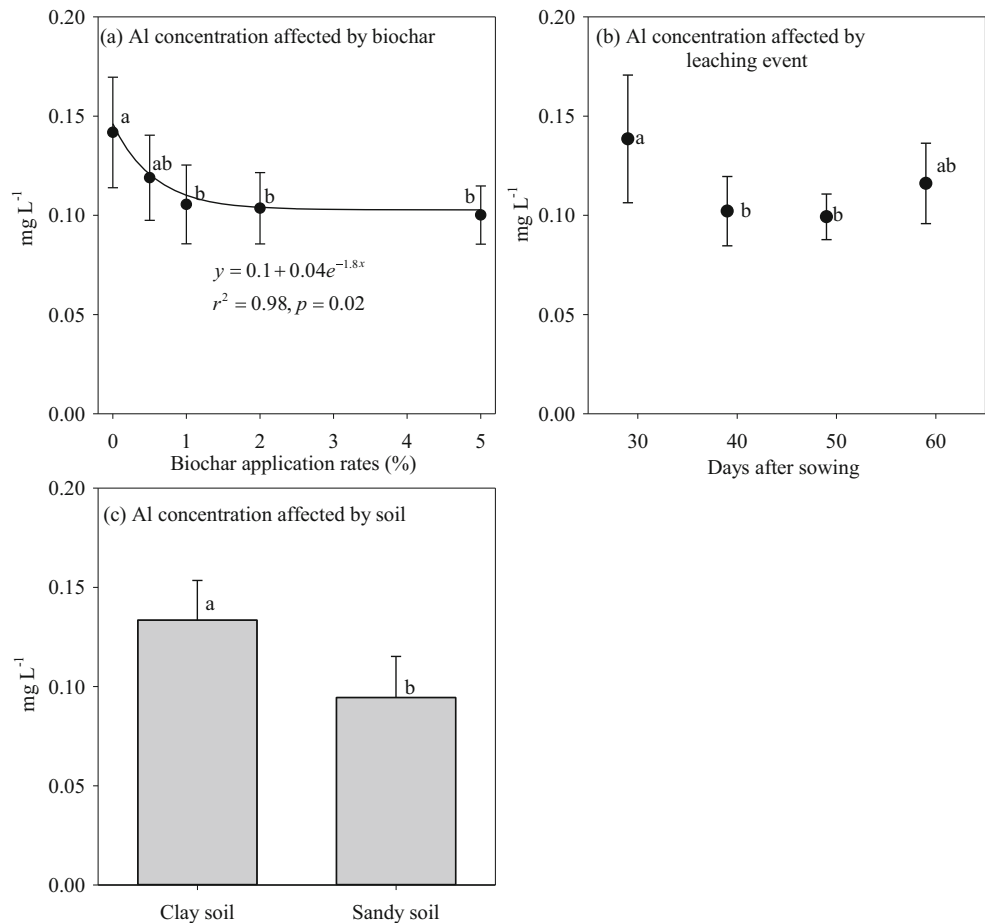 (a) Al concentration affected by biochar
0.20
0.15
0.10
0.05
0.00
mg L⁻¹
a
ab
b
b
b
y = 0.1 + 0.04e^{-1.8x}
r² = 0.98, p = 0.02
0 1 2 3 4 5
Biochar application rates (%)
(b) Al concentration affected by
leaching event
0.20
0.15
0.10
0.05
0.00
mg L⁻¹
a
b
b
ab
30 40 50 60
Days after sowing
(c) Al concentration affected by soil
0.20
0.15
0.10
0.05
0.00
mg L⁻¹
a
b
Clay soil Sandy soil